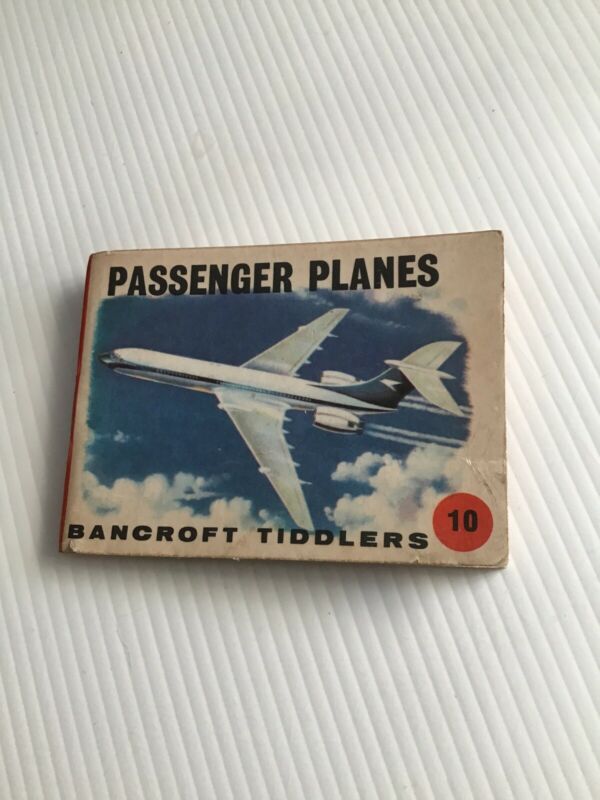 PASSENGER PLANES
BANCROFT TIDDLERS
10